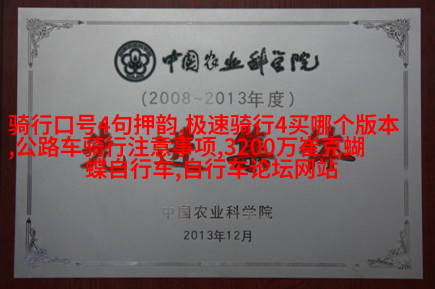 中国农业科学院
(2008~2013年度)
骑行口号4句押韵,极速骑行4买哪个版本
,公路车骑行注意事项,3200万崔京蝴
蝶自行车,自行车论坛网站
中国农业科学院
2013年12月